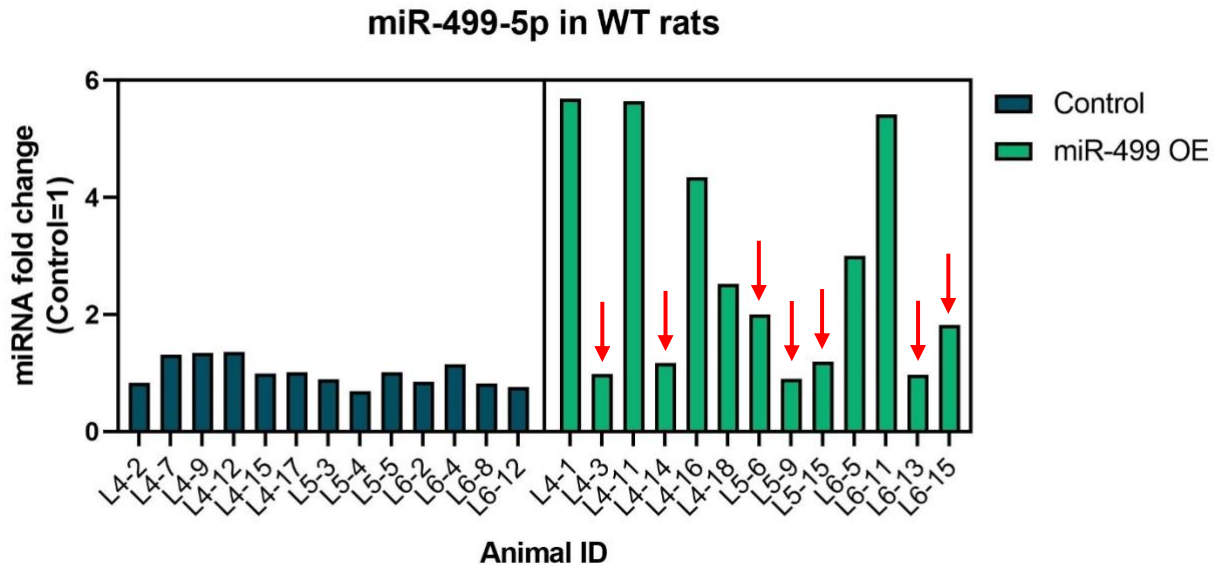 miR-499-5p in WT rats
miRNA fold change
(Control=1)
6
4
2
0
L4-2
L4-7
L4-9
L4-12
L4-15
L4-17
L5-3
L5-4
L5-5
L6-2
L6-4
L6-8
L6-12
L4-1
L4-3
L4-11
L4-14
L4-16
L4-18
L5-6
L5-9
L5-15
L6-5
L6-11
L6-13
L6-15
Animal ID
Control
miR-499 OE